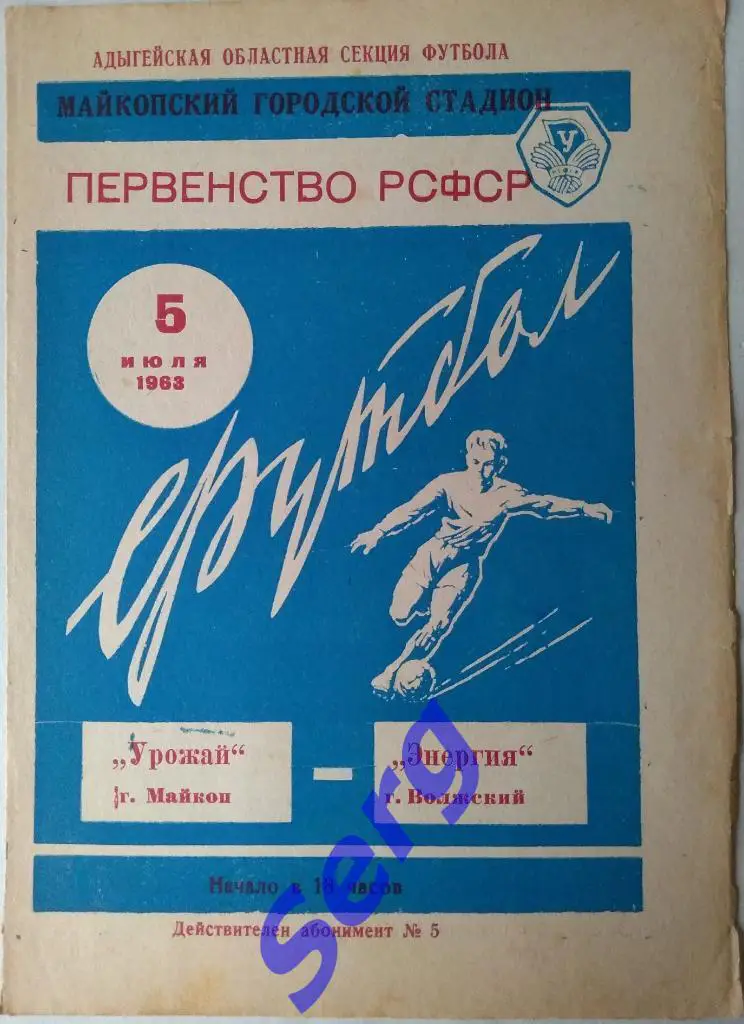 АДЫГЕЙСКАЯ ОБЛАСТНАЯ СЕКЦИЯ ФУТБОЛА
МАЙКОПСКИЙ ГОРОДСКОЙ СТАДИОН
У
ПЕРВЕНСТВО РСФСР
5
ИЮЛЯ
1963
футбол
„Урожай“
г. Майкоп
—
„Энергия“
г. Волжский
Начало в 18 часов
Действителен абонимент № 5
Serg